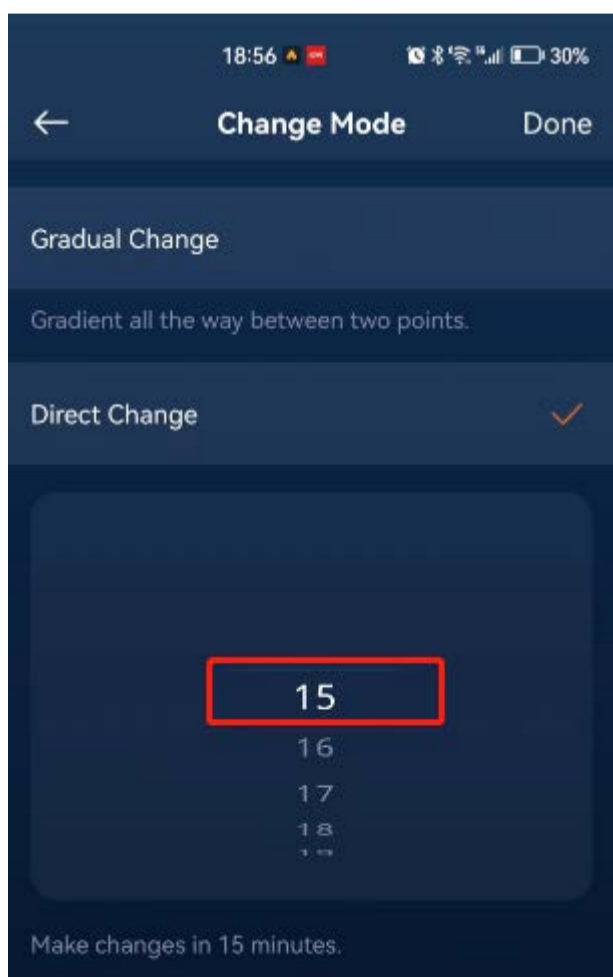 18:56
30%
Change Mode
Done
Gradual Change
Gradient all the way between two points.
Direct Change
15
16
17
18
Make changes in 15 minutes.